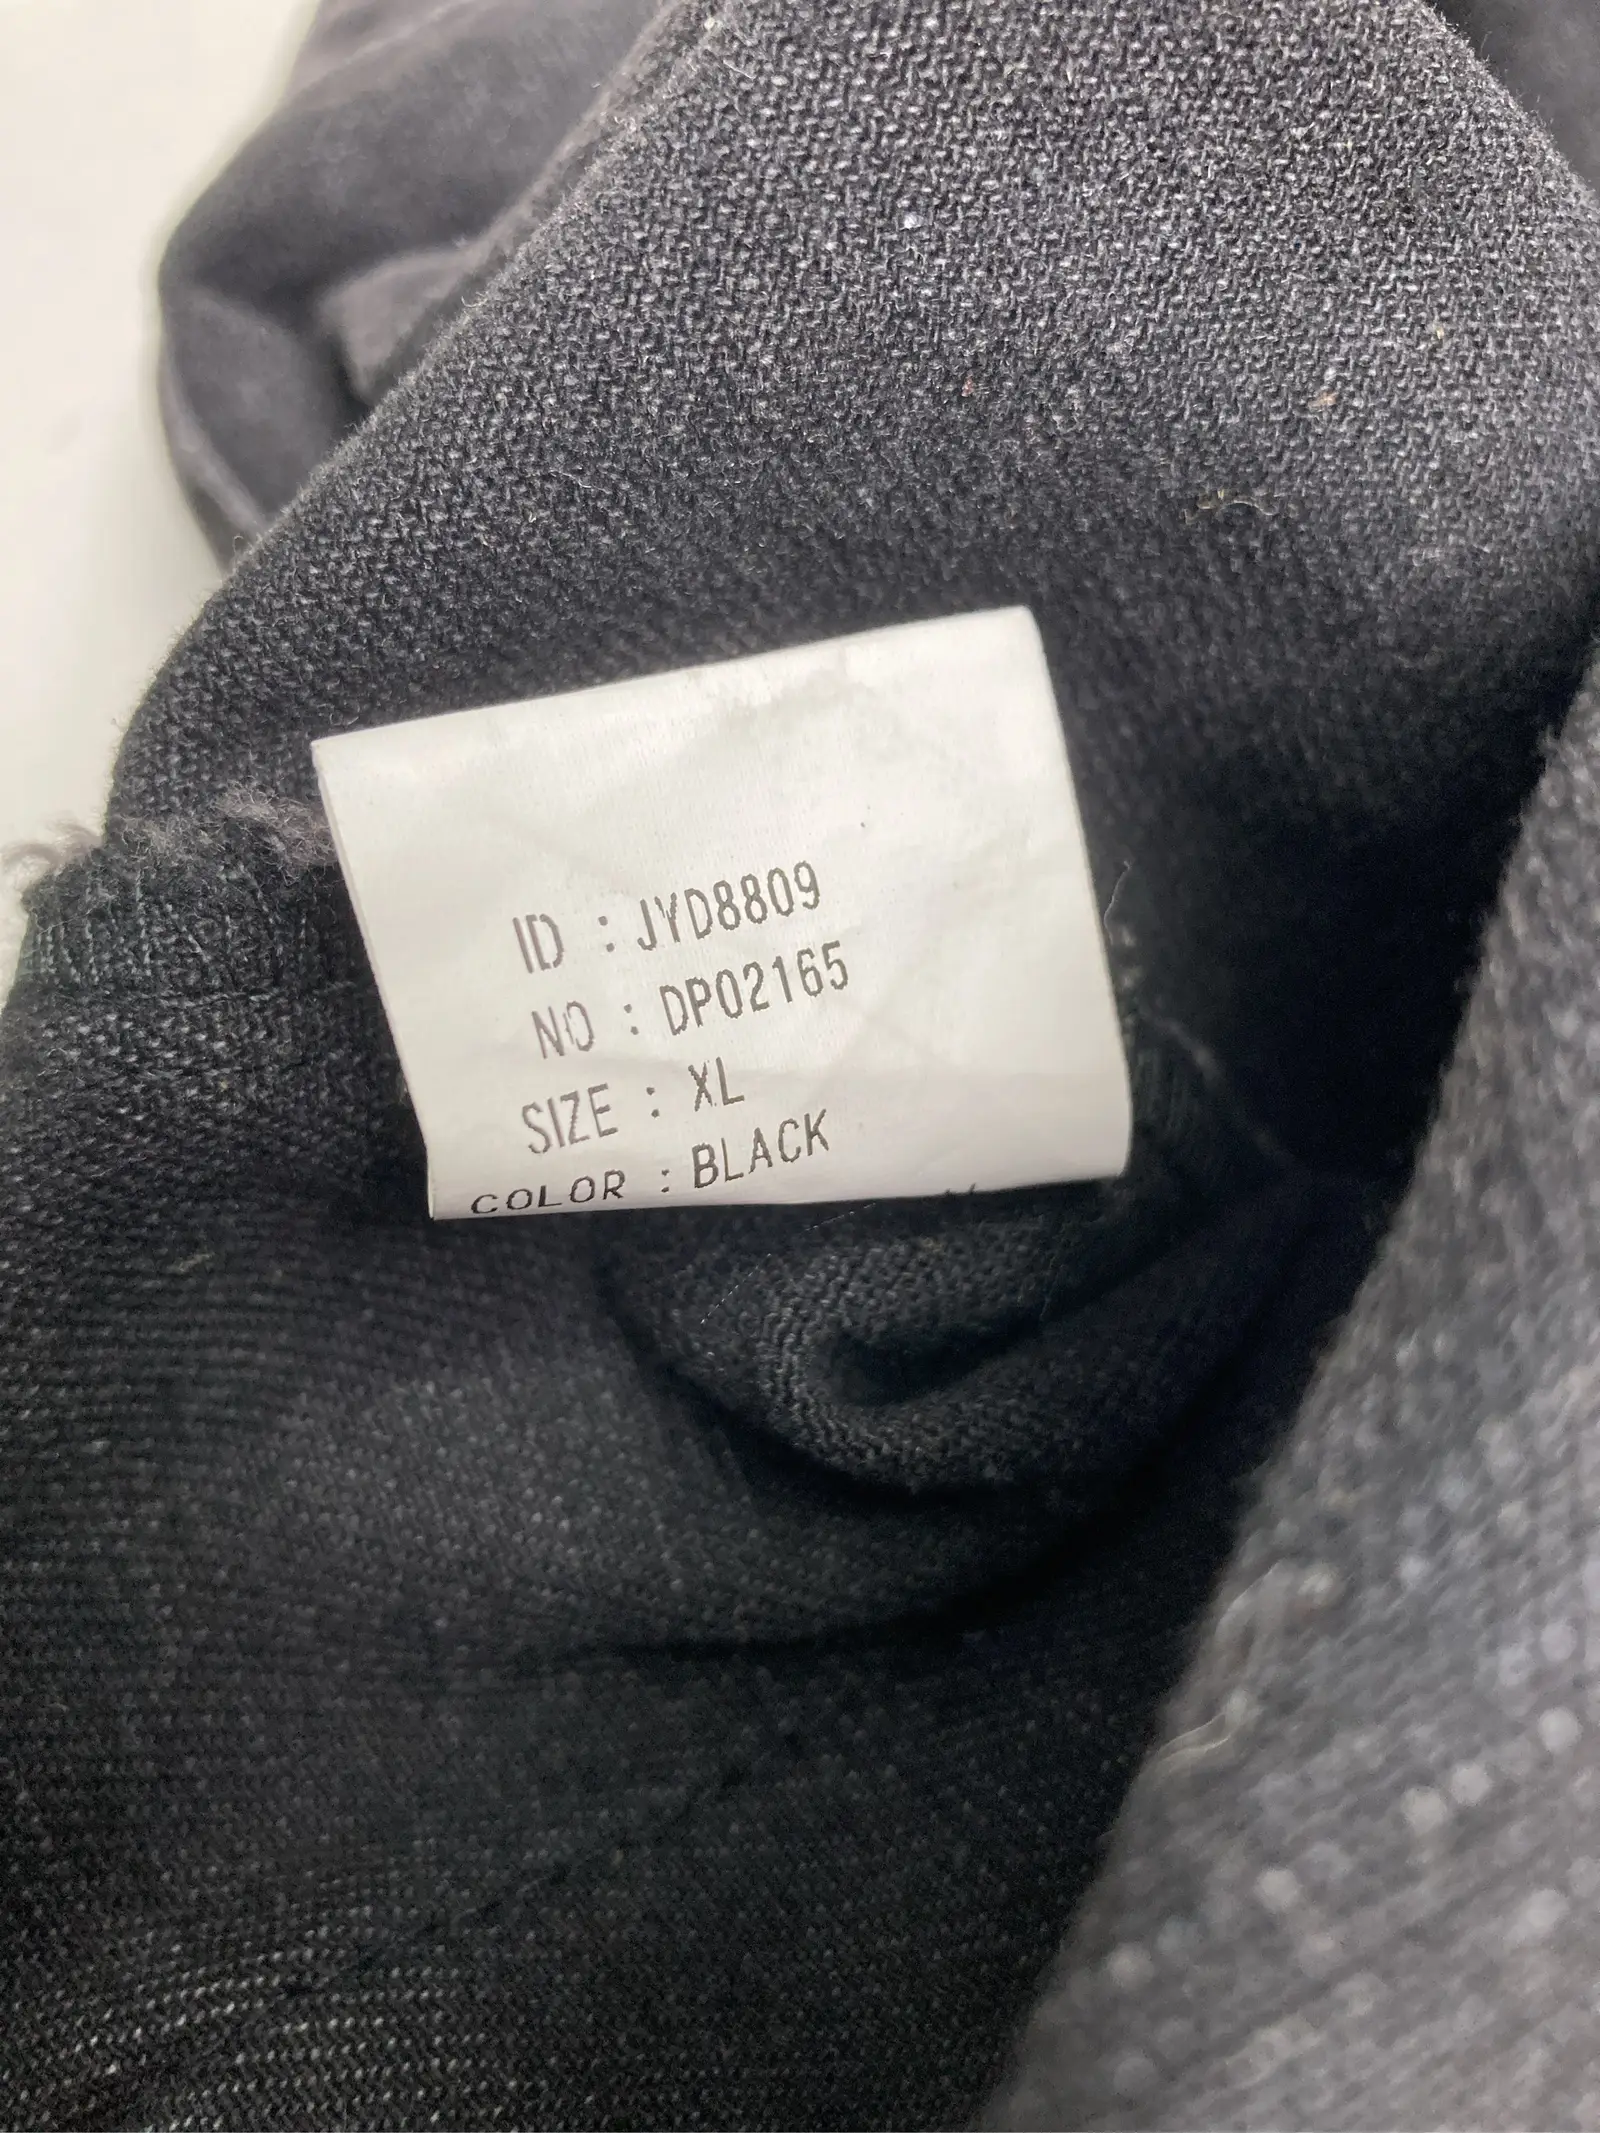 ID : JYD8809
NO : DP02165
SIZE : XL
COLOR : BLACK